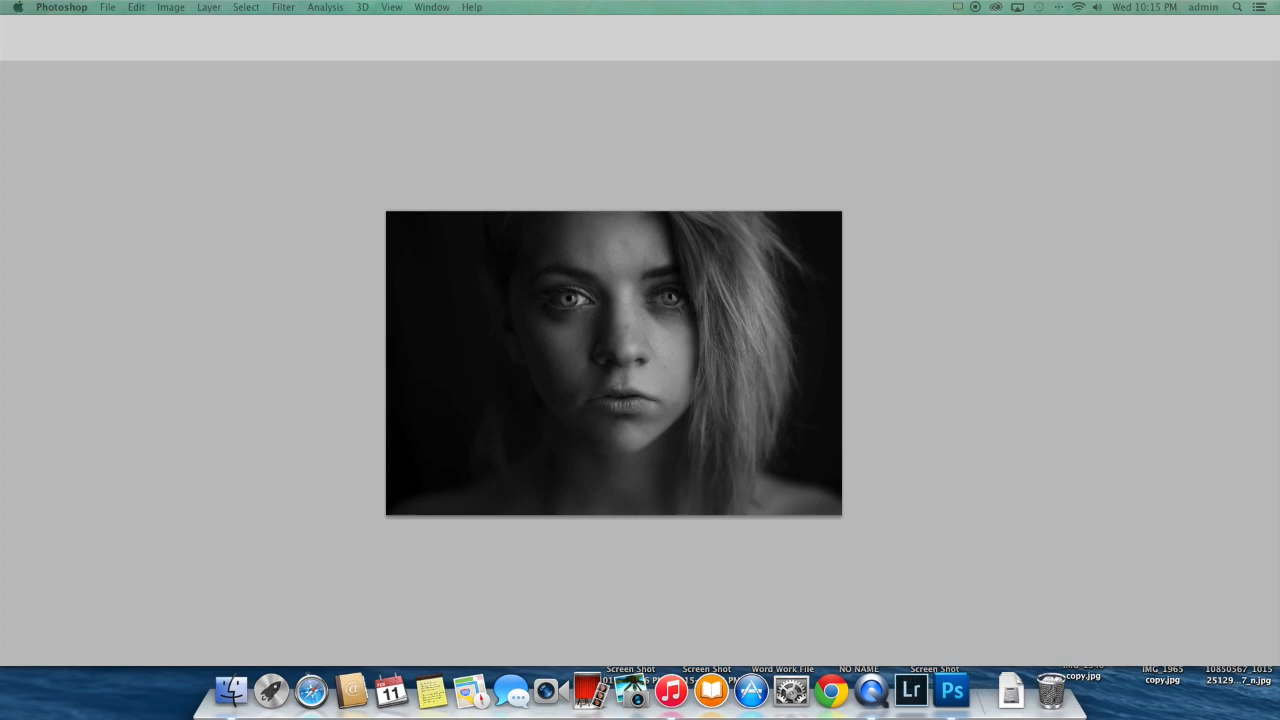 Photoshop File Edit Image Layer Select Filter Analysis 3D View Window Help Wed 10:15 PM admin
Screen Shot Screen Shot Word Work File NO NAME Screen Shot IMG_1965 10850567_1015
copy.jpg copy.jpg 25129...7_n.jpg
FEB
11
Lr
Ps